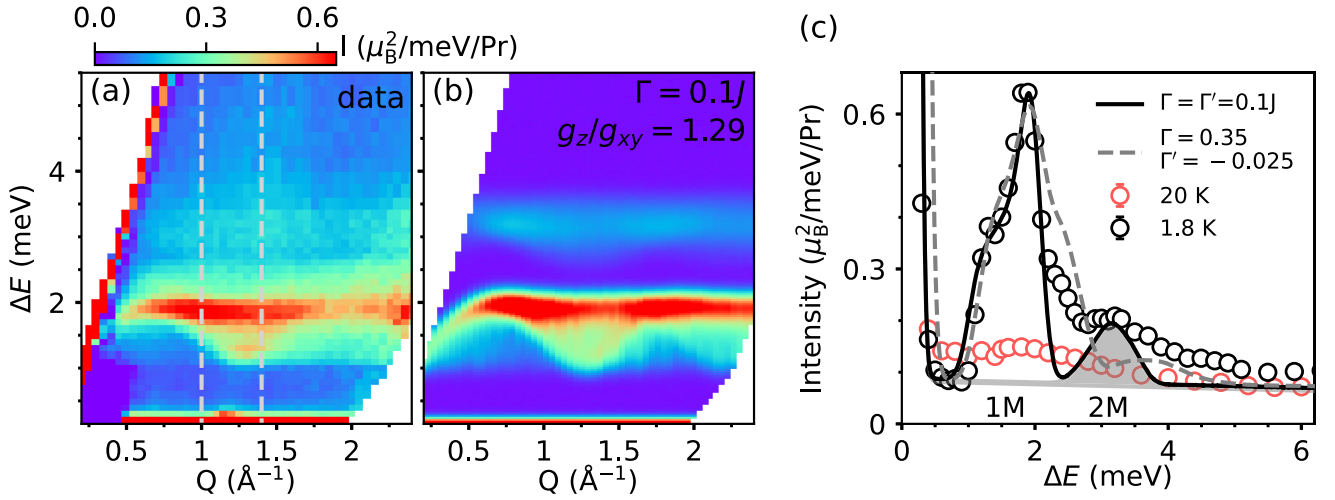 0.0 0.3 0.6
I (μ_B^2/meV/Pr)
(a) data
(b) Γ = 0.1J
g_z/g_xy = 1.29
ΔE (meV)
4
2
0.5 1 1.5 2
Q (Å⁻¹)
0.5 1 1.5 2
Q (Å⁻¹)
(c)
Intensity (μ_B^2/meV/Pr)
0.6
0.3
0
Γ = Γ′=0.1J
Γ = 0.35
Γ′ = −0.025
20 K
1.8 K
1M 2M
0 2 4 6
ΔE (meV)